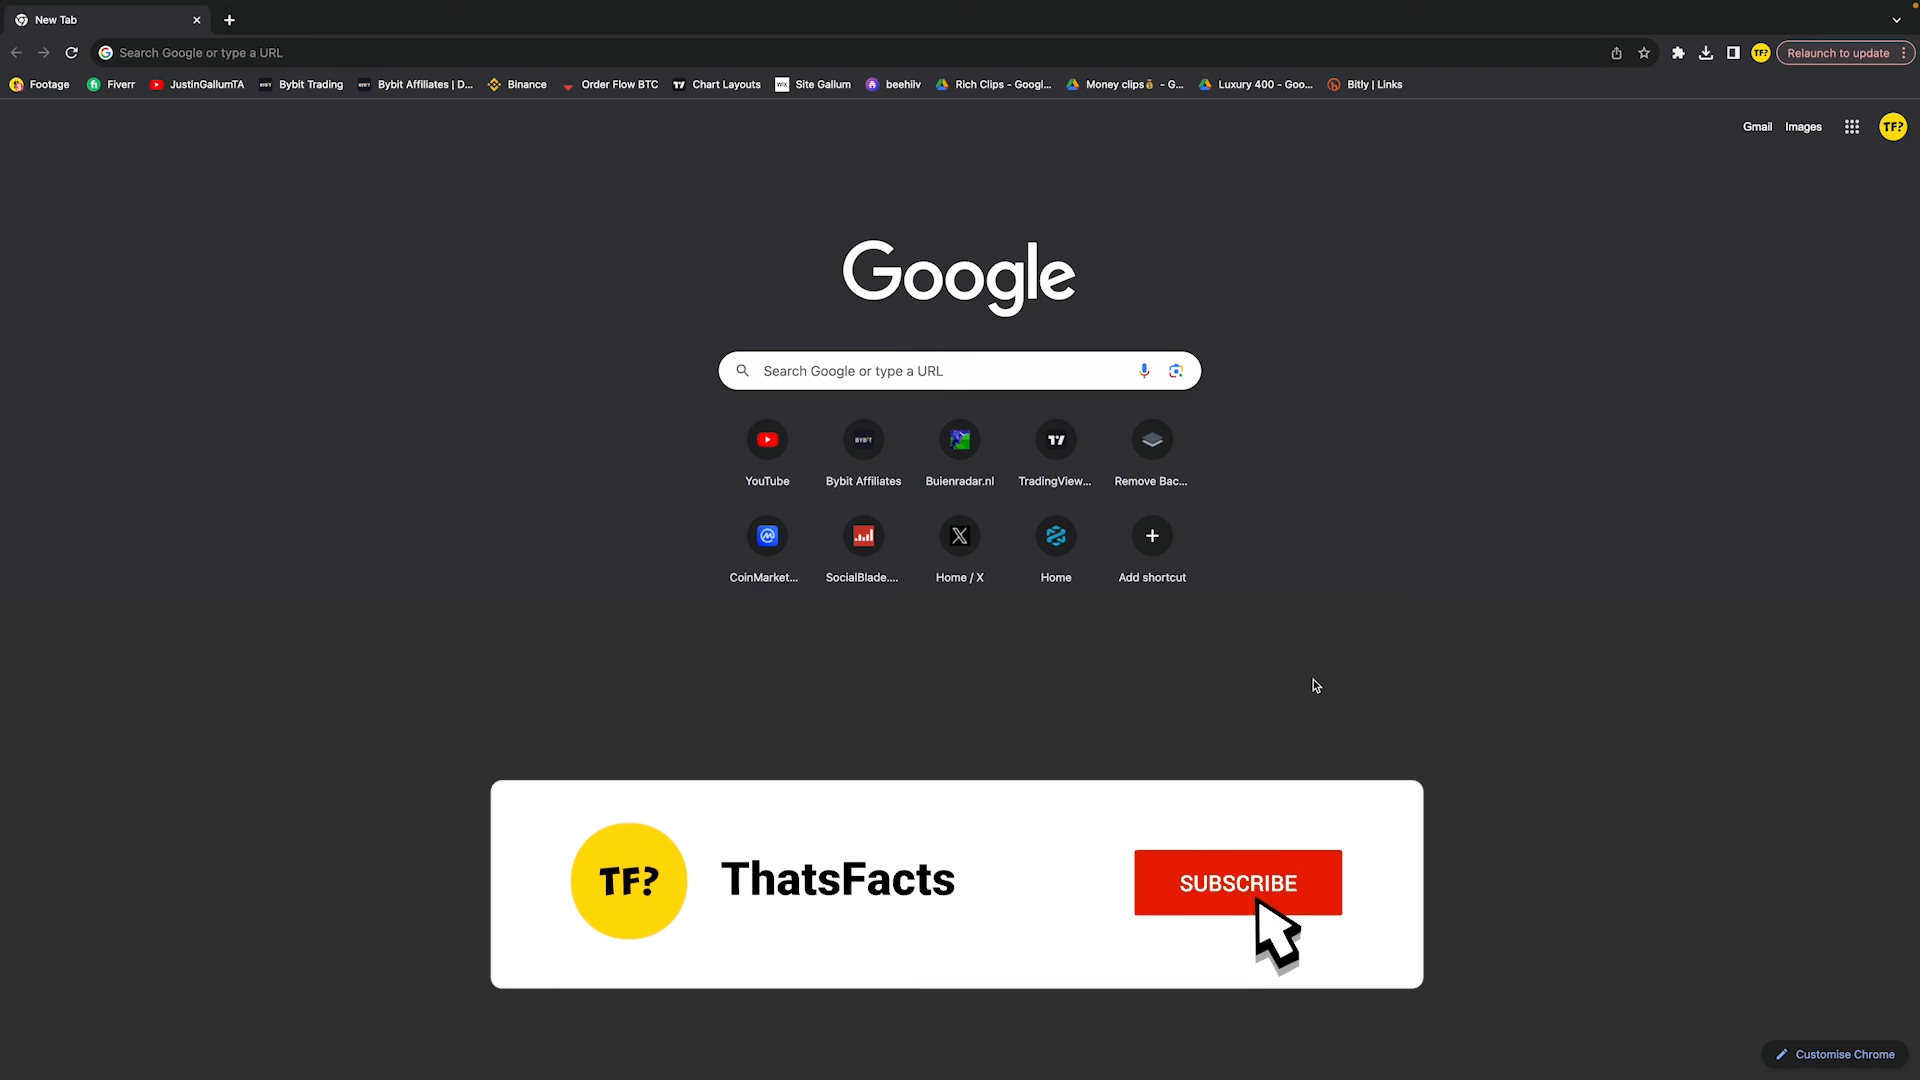 New Tab
Search Google or type a URL
TF?
Relaunch to update
Footage
Fiverr
JustinGallumTA
Bybit Trading
Bybit Affiliates | D...
Binance
Order Flow BTC
Chart Layouts
Site Gallum
beehiiv
Rich Clips - Googl...
Money clips💰 - G...
Luxury 400 - Goo...
Bitly | Links
Gmail
Images
TF?
Google
Search Google or type a URL
YouTube
Bybit Affiliates
Buienradar.nl
TradingView...
Remove Bac...
CoinMarket...
SocialBlade....
Home / X
Home
Add shortcut
TF?
ThatsFacts
SUBSCRIBE
Customise Chrome